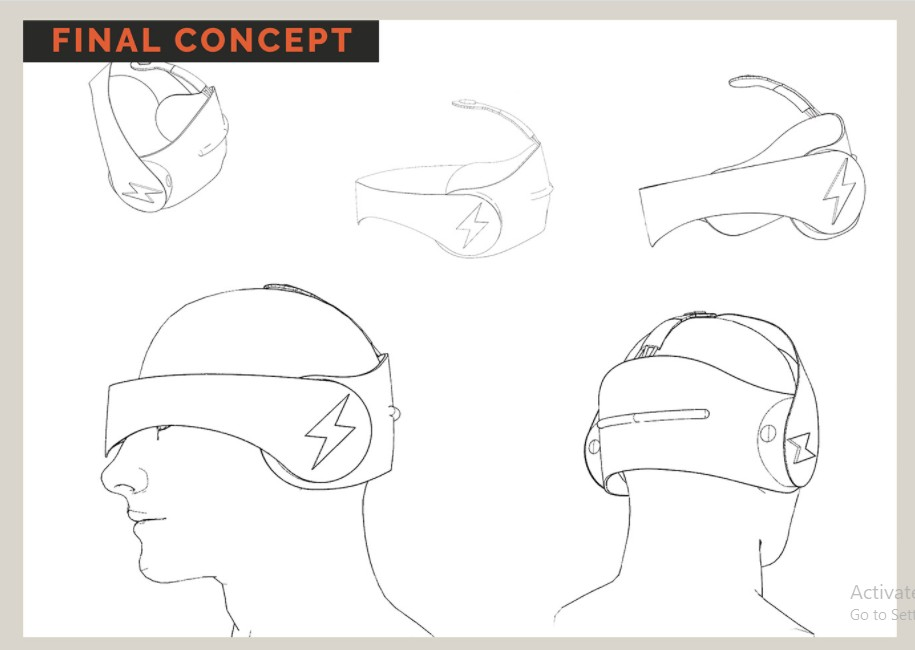 FINAL CONCEPT
Activate
Go to Sett